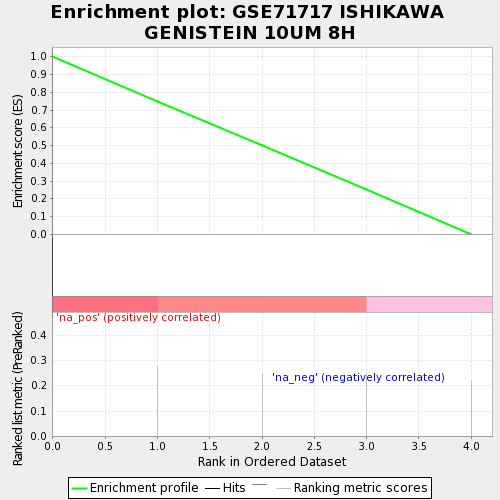 Enrichment plot: GSE71717 ISHIKAWA
GENISTEIN 10UM 8H
Enrichment score (ES)
1.0
0.9
0.8
0.7
0.6
0.5
0.4
0.3
0.2
0.1
0.0
'na_pos' (positively correlated)
'na_neg' (negatively correlated)
Ranked list metric (PreRanked)
0.4
0.3
0.2
0.1
0.0
0.0 0.5 1.0 1.5 2.0 2.5 3.0 3.5 4.0
Rank in Ordered Dataset
Enrichment profile Hits Ranking metric scores